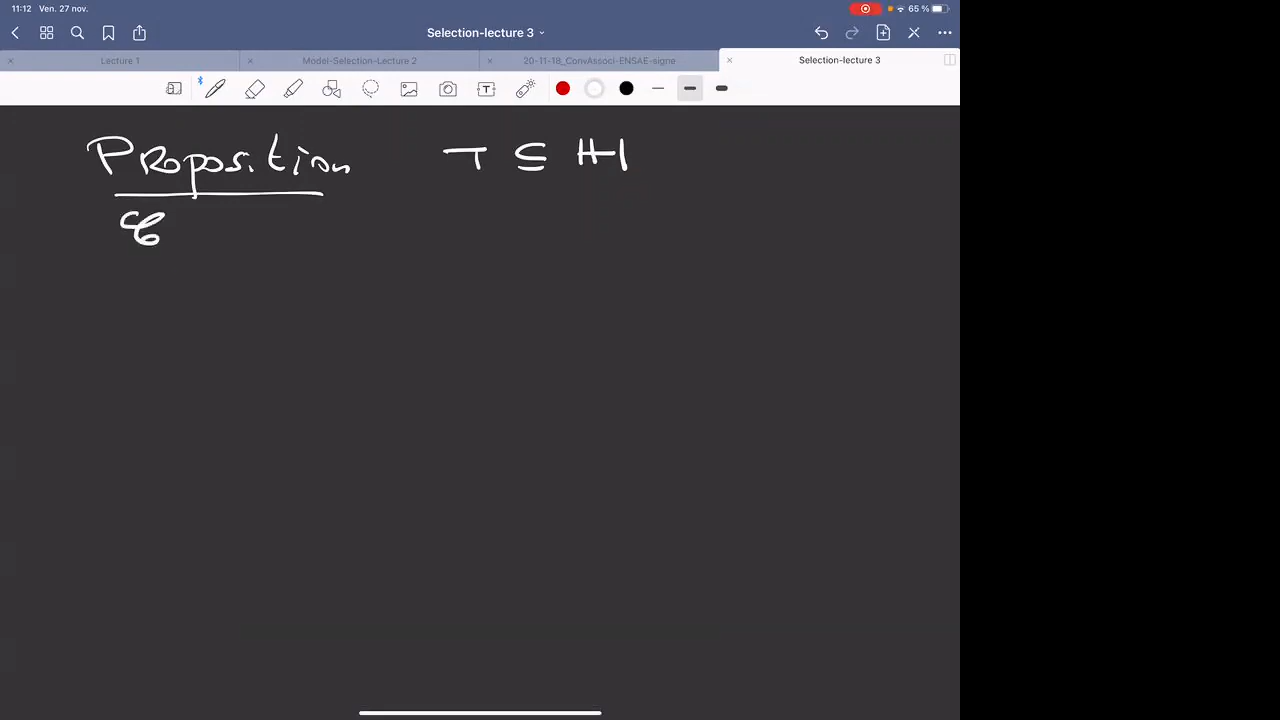 11:12 Ven. 27 nov. 65 %
Selection-lecture 3
Lecture 1 Model-Selection-Lecture 2 20-11-18_ConvAssoci-ENSAE-signe Selection-lecture 3
Proposition T ⊆ ℍ
𝒞